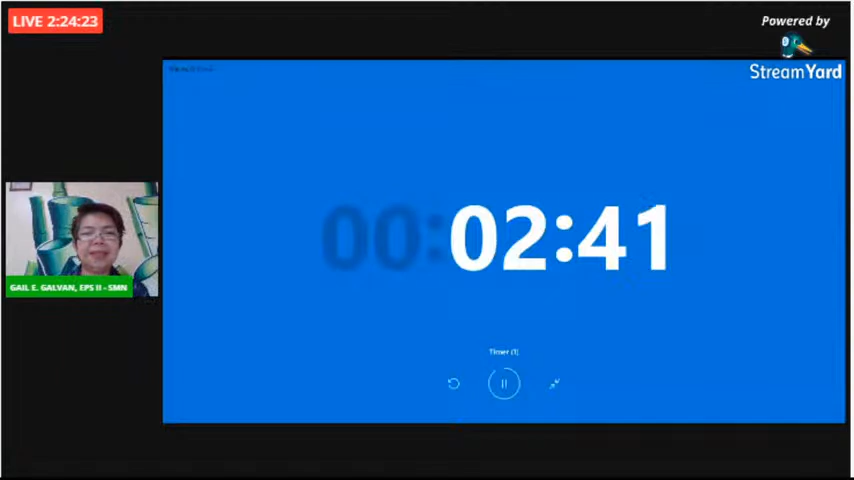 LIVE 2:24:23
Powered by
StreamYard
00:02:41
GAIL E. GALVAN, EPS II - SMN
Timer (1)